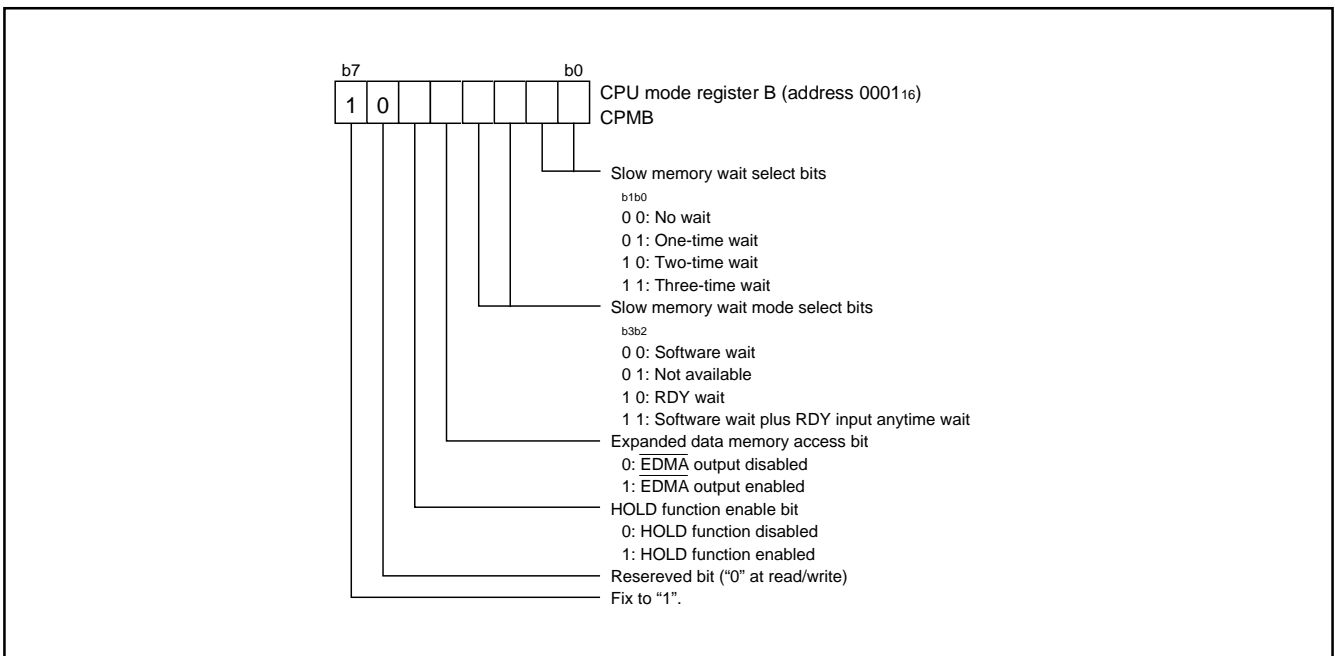 b7 b0
1 0
CPU mode register B (address 0001₁₆)
CPMB
Slow memory wait select bits
b1b0
0 0: No wait
0 1: One-time wait
1 0: Two-time wait
1 1: Three-time wait
Slow memory wait mode select bits
b3b2
0 0: Software wait
0 1: Not available
1 0: RDY wait
1 1: Software wait plus RDY input anytime wait
Expanded data memory access bit
0: EDMA output disabled
1: EDMA output enabled
HOLD function enable bit
0: HOLD function disabled
1: HOLD function enabled
Resereved bit (“0” at read/write)
Fix to “1”.